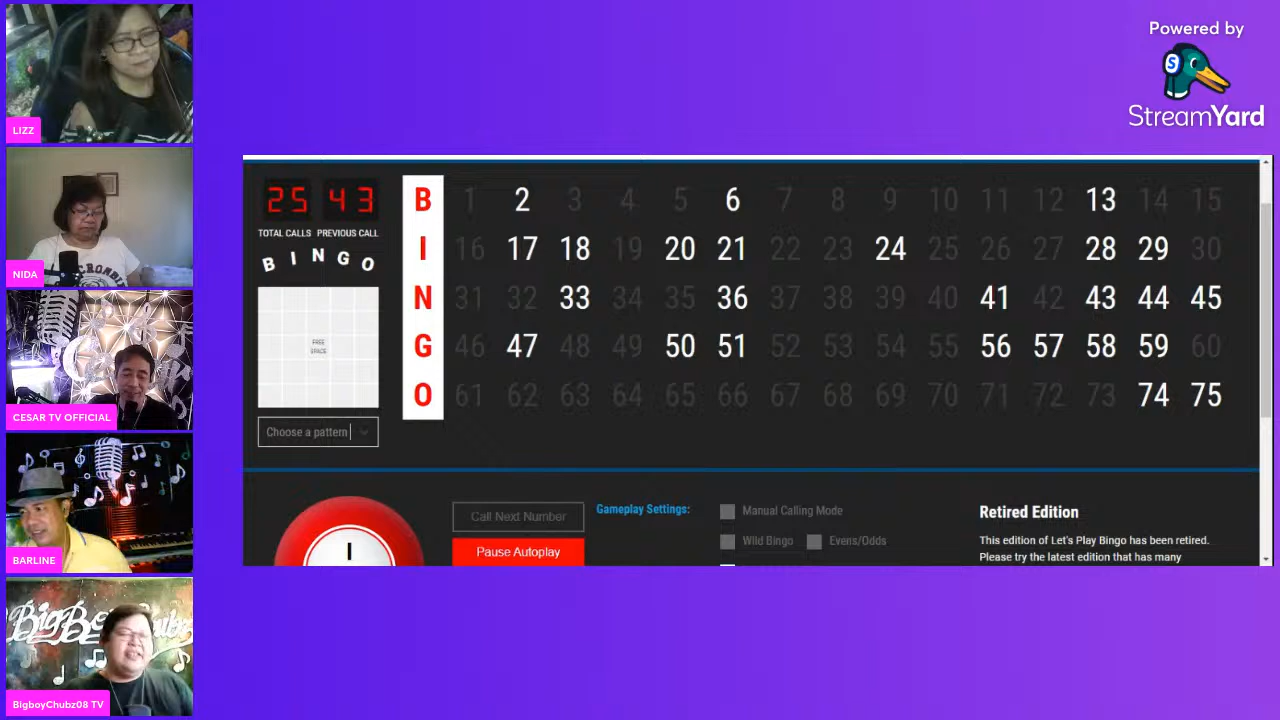 Powered by
StreamYard
LIZZ
NIDA
CESAR TV OFFICIAL
BARLINE
BigboyChubz08 TV
25 43
TOTAL CALLS PREVIOUS CALL
B I N G O
FREE
SPACE
Choose a pattern
B 1 2 3 4 5 6 7 8 9 10 11 12 13 14 15
I 16 17 18 19 20 21 22 23 24 25 26 27 28 29 30
N 31 32 33 34 35 36 37 38 39 40 41 42 43 44 45
G 46 47 48 49 50 51 52 53 54 55 56 57 58 59 60
O 61 62 63 64 65 66 67 68 69 70 71 72 73 74 75
I
Call Next Number
Pause Autoplay
Gameplay Settings:
Manual Calling Mode
Wild Bingo Evens/Odds
Retired Edition
This edition of Let's Play Bingo has been retired.
Please try the latest edition that has many